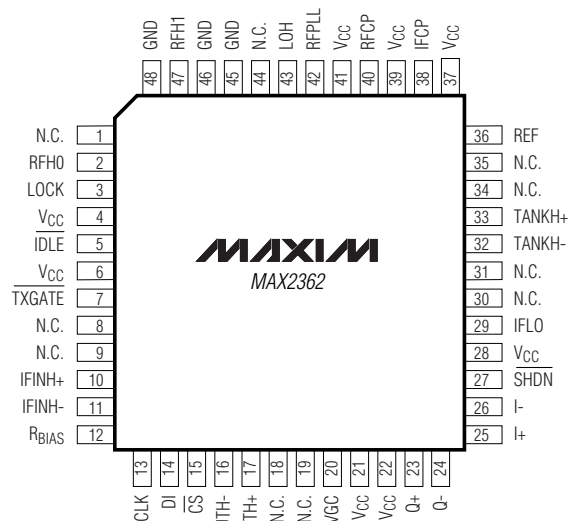 GND
RFH1
GND
GND
N.C.
LOH
RFPLL
VCC
RFCP
VCC
IFCP
VCC
48 47 46 45 44 43 42 41 40 39 38 37
N.C. 1
RFH0 2
LOCK 3
VCC 4
IDLE 5
VCC 6
TXGATE 7
N.C. 8
N.C. 9
IFINH+ 10
IFINH- 11
RBIAS 12
MAXIM
MAX2362
36 REF
35 N.C.
34 N.C.
33 TANKH+
32 TANKH-
31 N.C.
30 N.C.
29 IFLO
28 VCC
27 SHDN
26 I-
25 I+
13 14 15 16 17 18 19 20 21 22 23 24
CLK
DI
CS
TH+
N.C.
N.C.
VGC
VCC
VCC
Q+
Q-